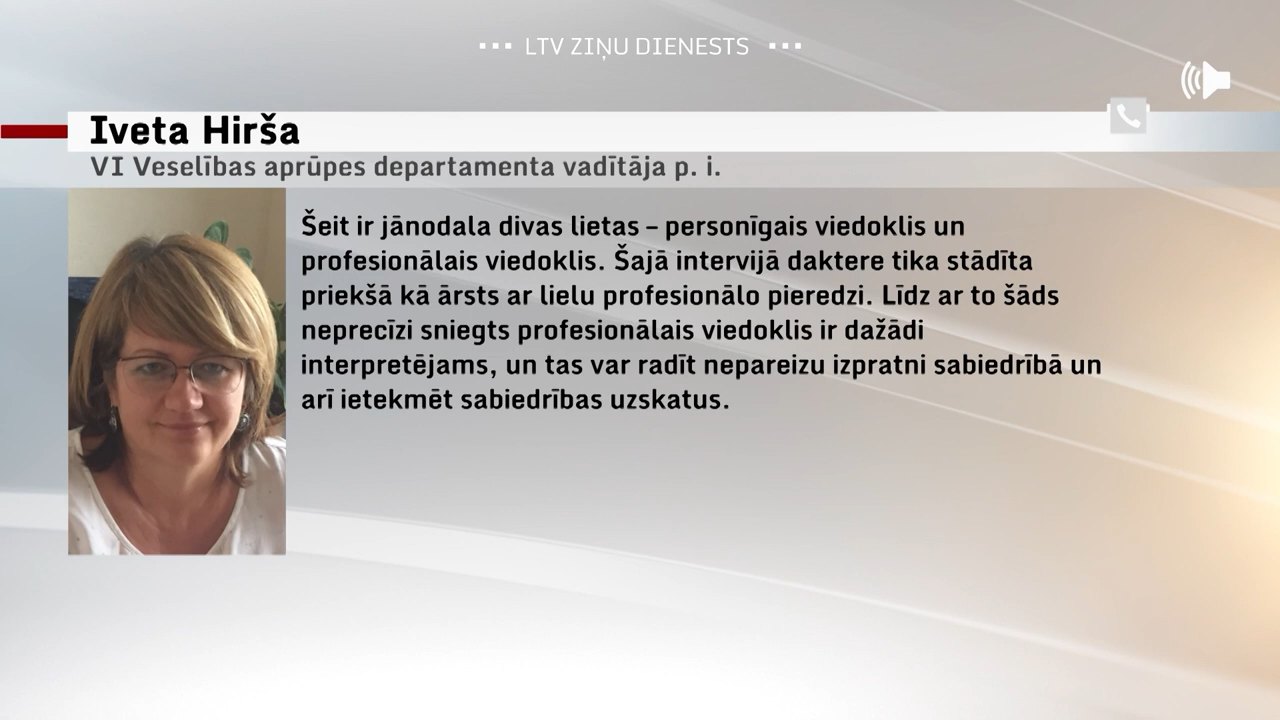 LTV ZIŅU DIENESTS
Iveta Hirša
VI Veselības aprūpes departamenta vadītāja p. i.
Šeit ir jānodala divas lietas – personīgais viedoklis un
profesionālais viedoklis. Šajā intervijā daktere tika stādīta
priekšā kā ārsts ar lielu profesionālo pieredzi. Līdz ar to šāds
neprecīzi sniegts profesionālais viedoklis ir dažādi
interpretējams, un tas var radīt nepareizu izpratni sabiedrībā un
arī ietekmēt sabiedrības uzskatus.